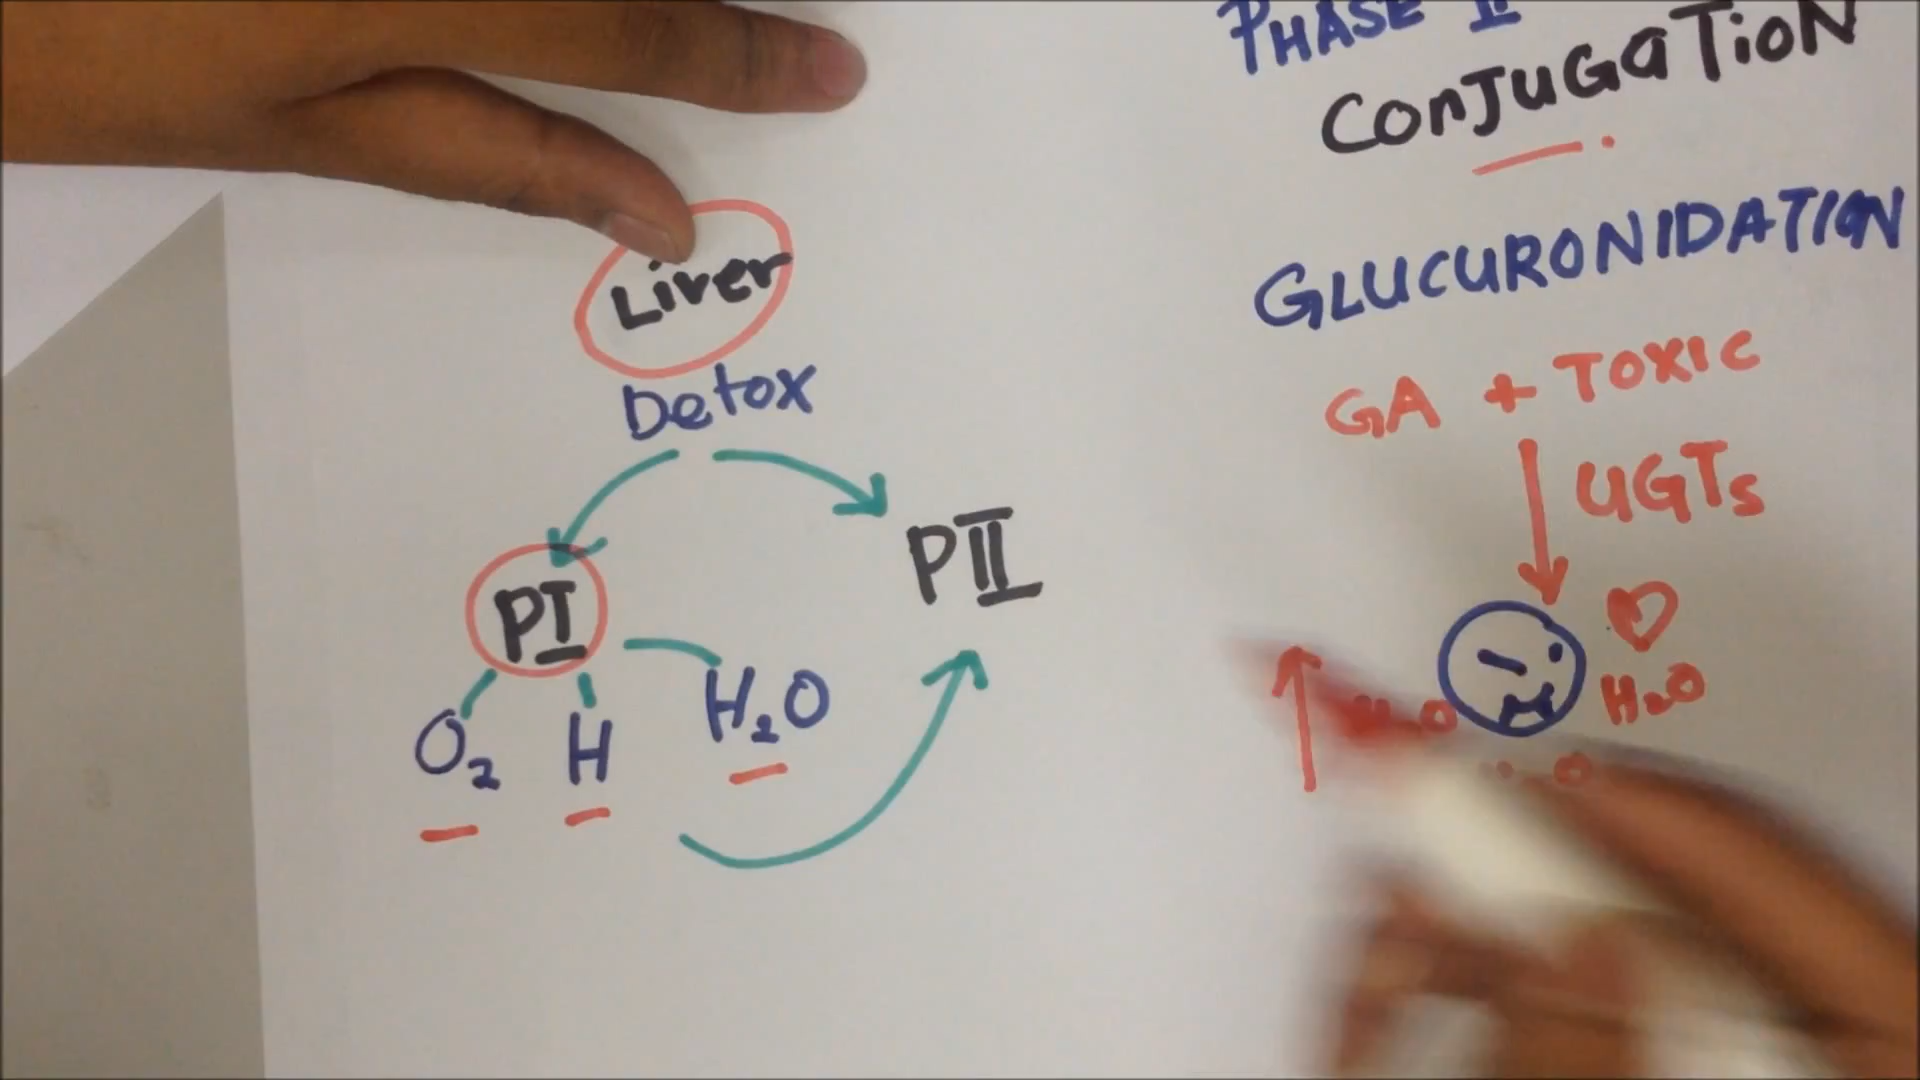 Liver
Detox
PI
PII
O2
H
H2O
PHASE II
CONJUGATION
GLUCURONIDATION
GA + TOXIC
UGTs
H2O